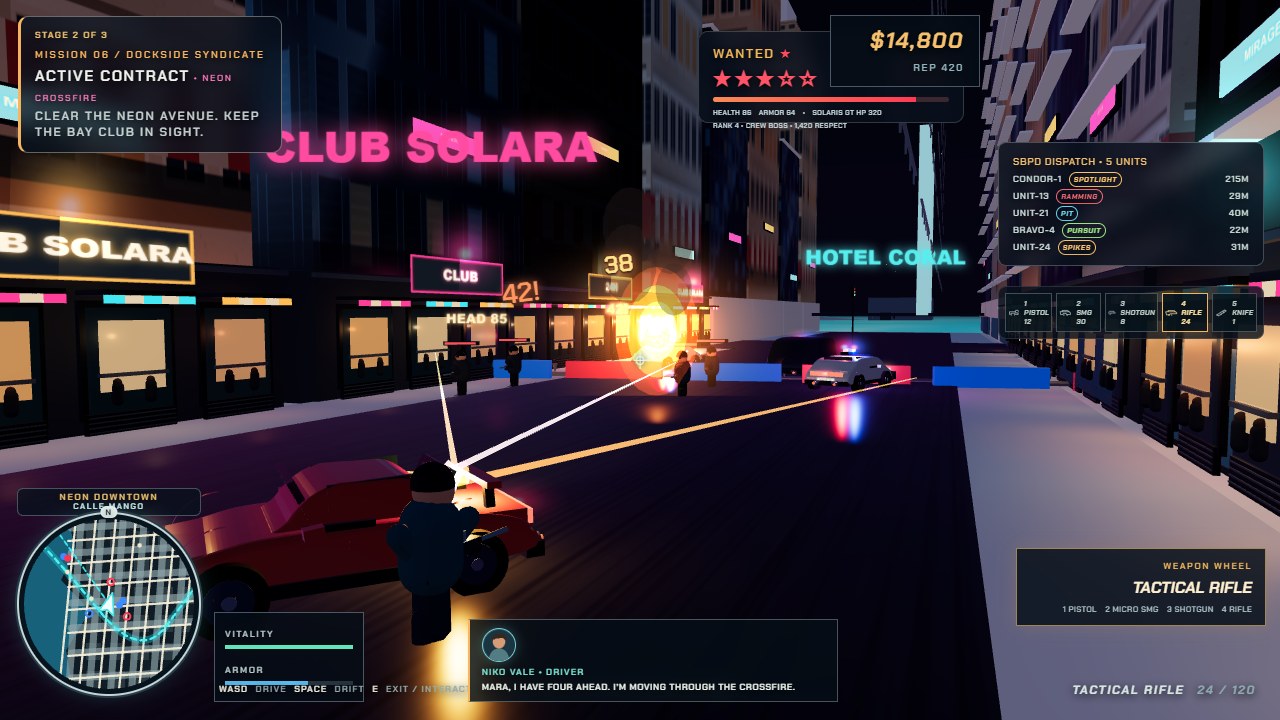 STAGE 2 OF 3
MISSION 06 / DOCKSIDE SYNDICATE
ACTIVE CONTRACT • NEON
CROSSFIRE
CLEAR THE NEON AVENUE. KEEP
THE BAY CLUB IN SIGHT.
WANTED ★
★★★☆☆
HEALTH 86 ARMOR 64 • SOLARIS GT HP 320
RANK 4 • CREW BOSS • 1,420 RESPECT
$14,800
REP 420
MIRAGE
SBPD DISPATCH • 5 UNITS
CONDOR-1 SPOTLIGHT 215M
UNIT-13 RAMMING 29M
UNIT-21 PIT 40M
BRAVO-4 PURSUIT 22M
UNIT-24 SPIKES 31M
1 PISTOL 12
2 SMG 30
3 SHOTGUN 8
4 RIFLE 24
5 KNIFE 1
CLUB SOLARA
B SOLARA
CLUB
42!
38
HEAD 85
HOTEL CORAL
NEON DOWNTOWN
CALLE MANGO
N
VITALITY
ARMOR
WASD DRIVE SPACE DRIFT E EXIT / INTERACT
NIKO VALE • DRIVER
MARA, I HAVE FOUR AHEAD. I'M MOVING THROUGH THE CROSSFIRE.
WEAPON WHEEL
TACTICAL RIFLE
1 PISTOL 2 MICRO SMG 3 SHOTGUN 4 RIFLE
TACTICAL RIFLE 24 / 120